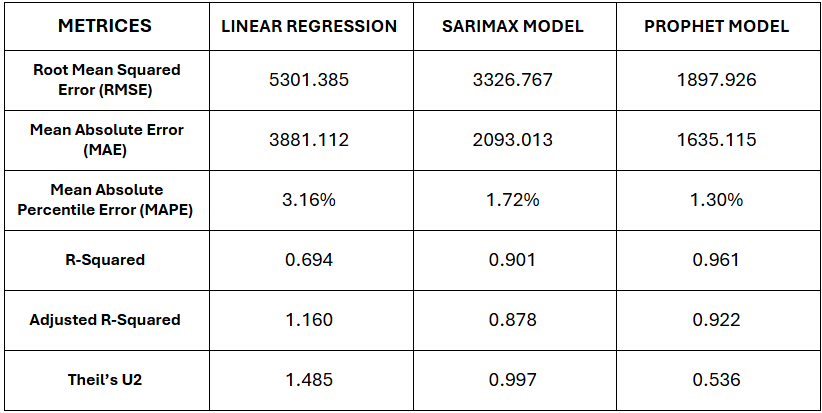 METRICES LINEAR REGRESSION SARIMAX MODEL PROPHET MODEL
Root Mean Squared
Error (RMSE) 5301.385 3326.767 1897.926
Mean Absolute Error
(MAE) 3881.112 2093.013 1635.115
Mean Absolute
Percentile Error (MAPE) 3.16% 1.72% 1.30%
R-Squared 0.694 0.901 0.961
Adjusted R-Squared 1.160 0.878 0.922
Theil’s U2 1.485 0.997 0.536